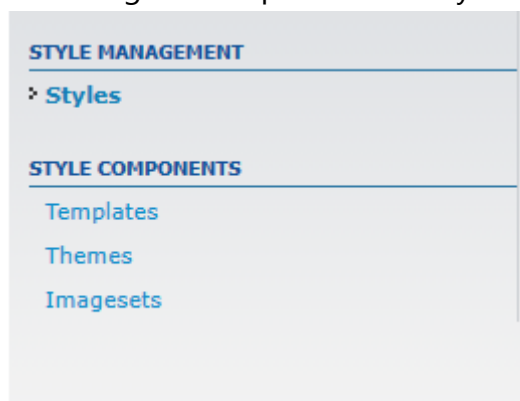 STYLE MANAGEMENT
Styles
STYLE COMPONENTS
Templates
Themes
Imagesets